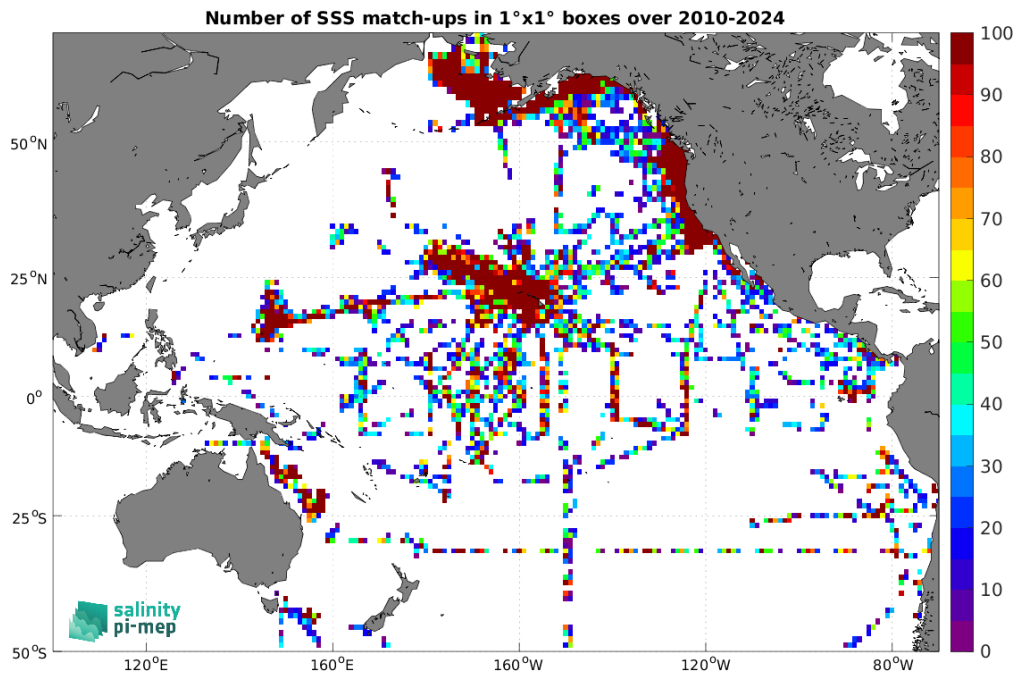 Number of SSS match-ups in 1°x1° boxes over 2010-2024
100
90
80
70
60
50
40
30
20
10
0
50°N
25°N
0°
25°S
50°S
120°E
160°E
160°W
120°W
80°W
salinity
pi-mep